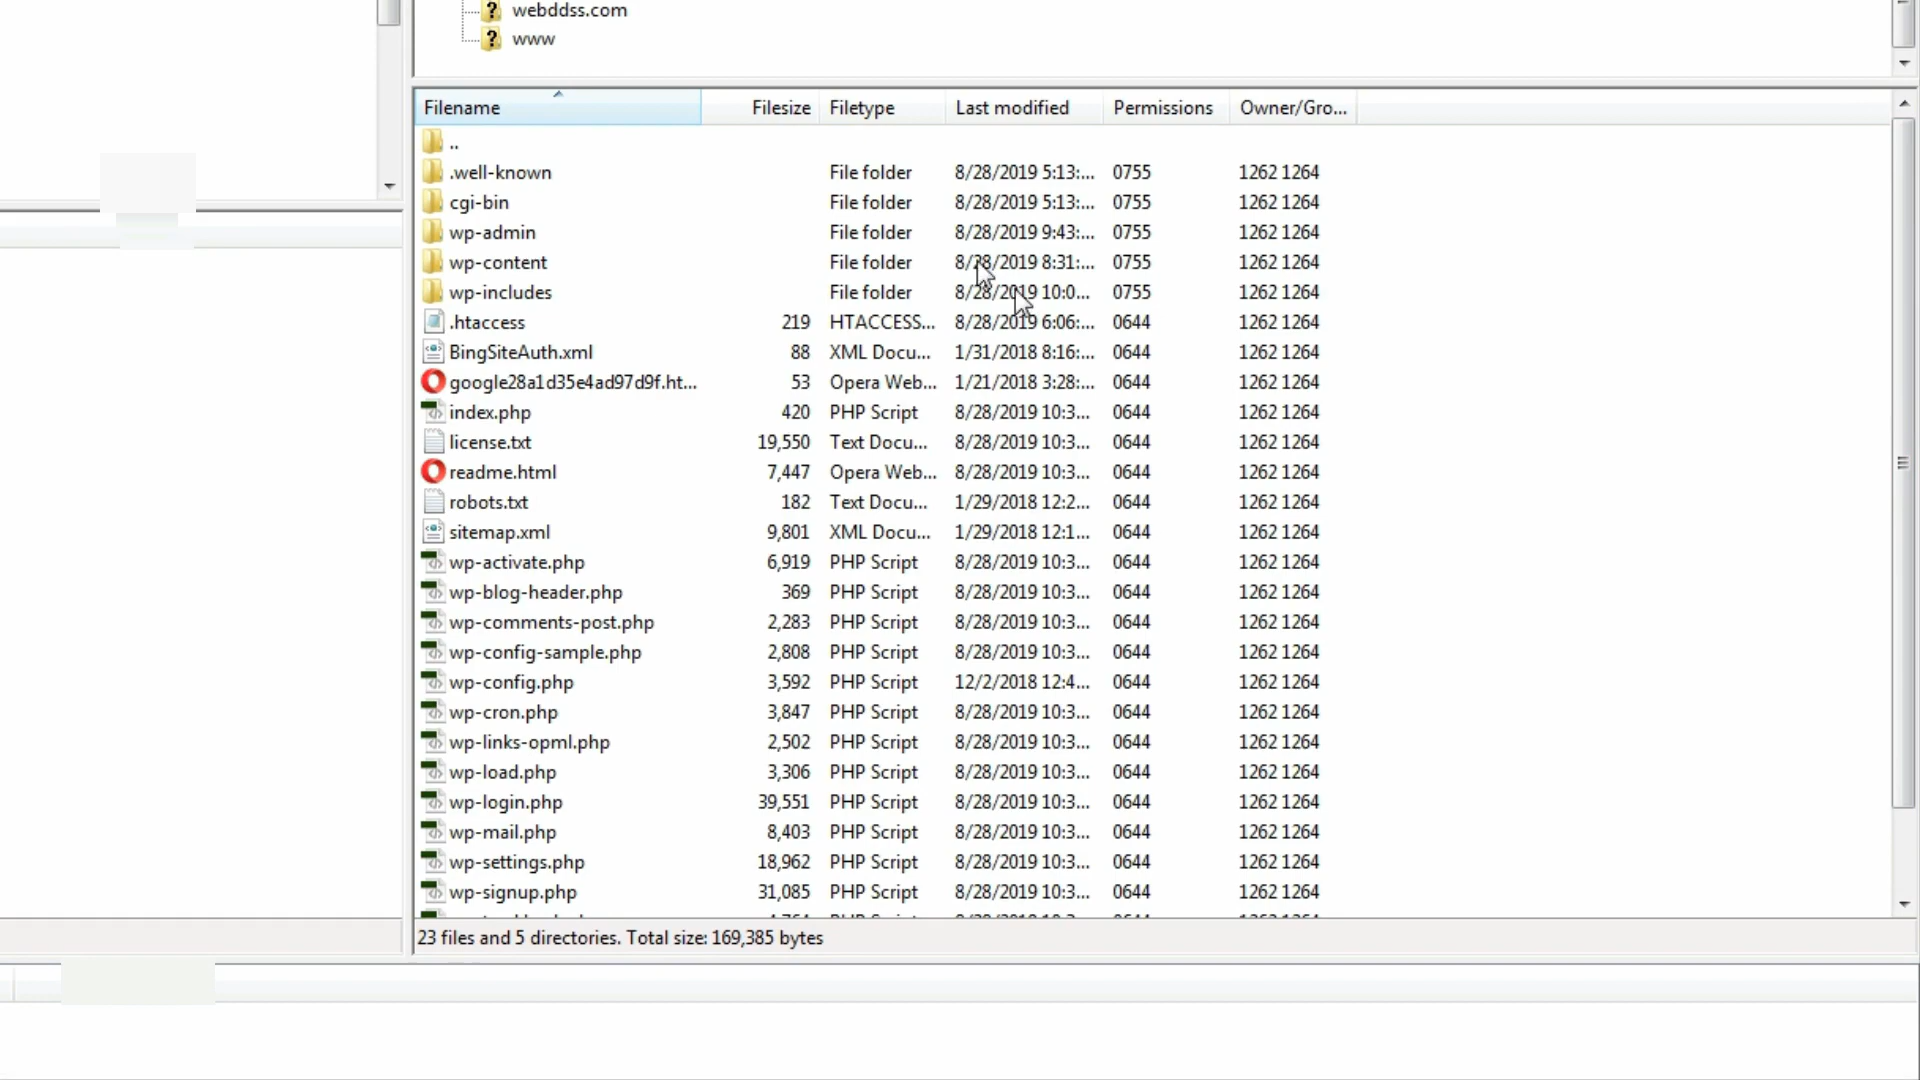 webddss.com
www
Filename Filesize Filetype Last modified Permissions Owner/Gro...
..
.well-known File folder 8/28/2019 5:13:... 0755 1262 1264
cgi-bin File folder 8/28/2019 5:13:... 0755 1262 1264
wp-admin File folder 8/28/2019 9:43:... 0755 1262 1264
wp-content File folder 8/28/2019 8:31:... 0755 1262 1264
wp-includes File folder 8/28/2019 10:0... 0755 1262 1264
.htaccess 219 HTACCESS... 8/28/2019 6:06:... 0644 1262 1264
BingSiteAuth.xml 88 XML Docu... 1/31/2018 8:16:... 0644 1262 1264
google28a1d35e4ad97d9f.ht... 53 Opera Web... 1/21/2018 3:28:... 0644 1262 1264
index.php 420 PHP Script 8/28/2019 10:3... 0644 1262 1264
license.txt 19,550 Text Docu... 8/28/2019 10:3... 0644 1262 1264
readme.html 7,447 Opera Web... 8/28/2019 10:3... 0644 1262 1264
robots.txt 182 Text Docu... 1/29/2018 12:2... 0644 1262 1264
sitemap.xml 9,801 XML Docu... 1/29/2018 12:1... 0644 1262 1264
wp-activate.php 6,919 PHP Script 8/28/2019 10:3... 0644 1262 1264
wp-blog-header.php 369 PHP Script 8/28/2019 10:3... 0644 1262 1264
wp-comments-post.php 2,283 PHP Script 8/28/2019 10:3... 0644 1262 1264
wp-config-sample.php 2,808 PHP Script 8/28/2019 10:3... 0644 1262 1264
wp-config.php 3,592 PHP Script 12/2/2018 12:4... 0644 1262 1264
wp-cron.php 3,847 PHP Script 8/28/2019 10:3... 0644 1262 1264
wp-links-opml.php 2,502 PHP Script 8/28/2019 10:3... 0644 1262 1264
wp-load.php 3,306 PHP Script 8/28/2019 10:3... 0644 1262 1264
wp-login.php 39,551 PHP Script 8/28/2019 10:3... 0644 1262 1264
wp-mail.php 8,403 PHP Script 8/28/2019 10:3... 0644 1262 1264
wp-settings.php 18,962 PHP Script 8/28/2019 10:3... 0644 1262 1264
wp-signup.php 31,085 PHP Script 8/28/2019 10:3... 0644 1262 1264
23 files and 5 directories. Total size: 169,385 bytes